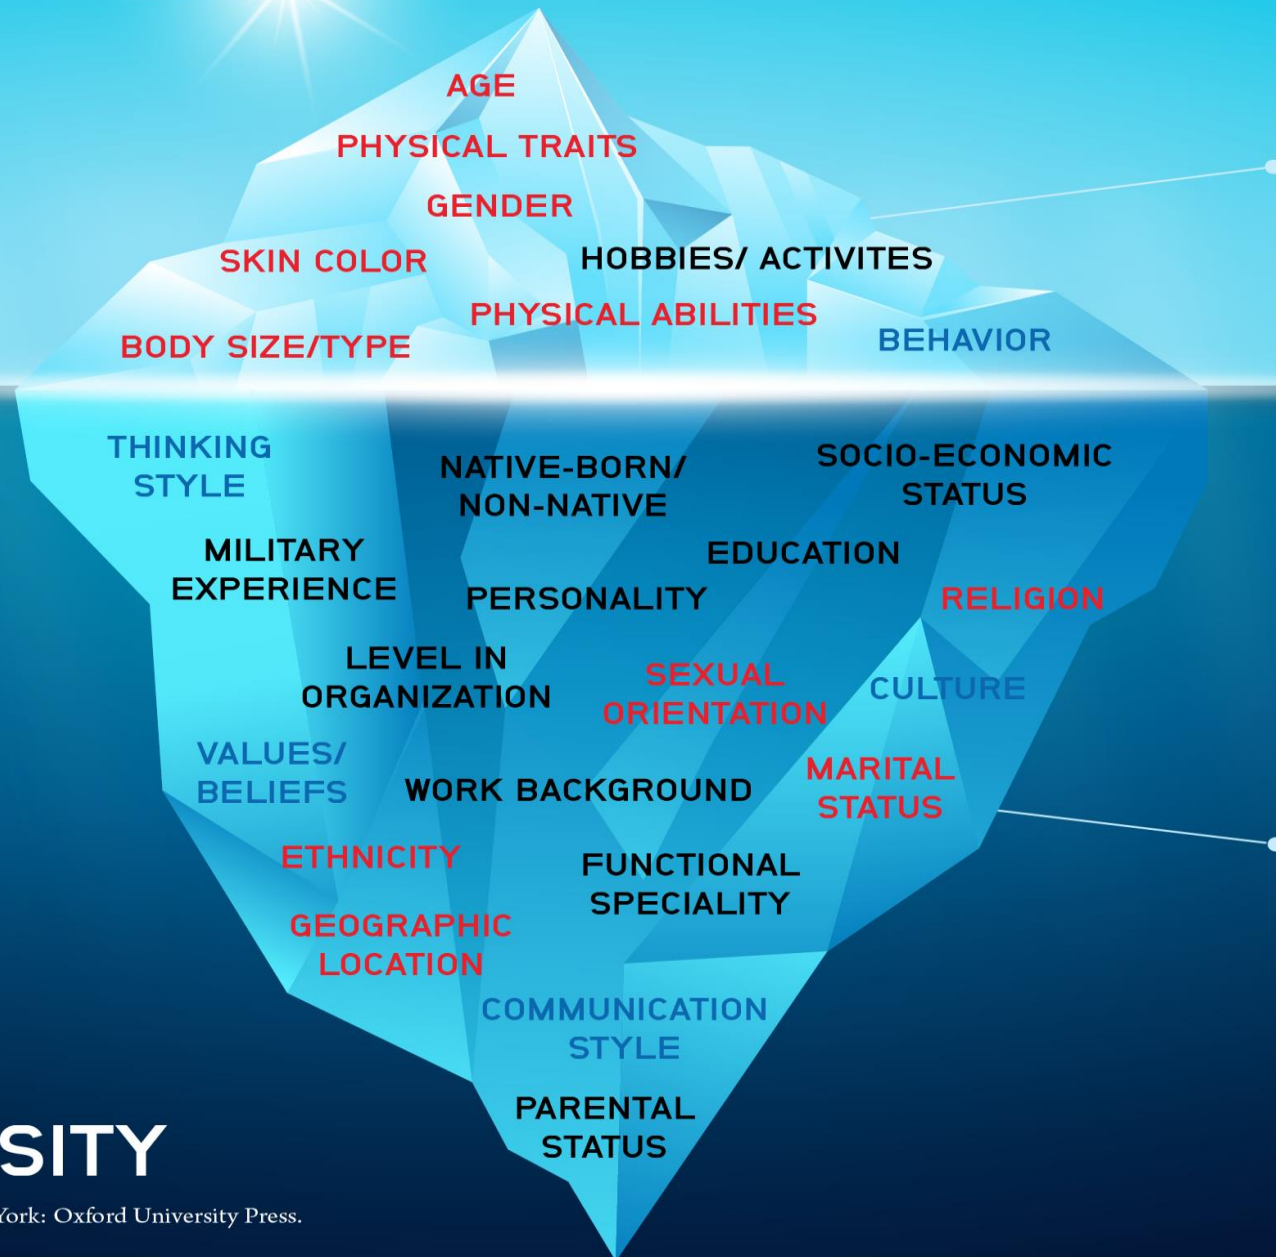 AGE
PHYSICAL TRAITS
GENDER
SKIN COLOR
HOBBIES/ ACTIVITES
PHYSICAL ABILITIES
BODY SIZE/TYPE
BEHAVIOR
THINKING
STYLE
NATIVE-BORN/
NON-NATIVE
SOCIO-ECONOMIC
STATUS
MILITARY
EXPERIENCE
EDUCATION
PERSONALITY
RELIGION
LEVEL IN
ORGANIZATION
SEXUAL
ORIENTATION
CULTURE
VALUES/
BELIEFS
WORK BACKGROUND
MARITAL
STATUS
ETHNICITY
FUNCTIONAL
SPECIALITY
GEOGRAPHIC
LOCATION
COMMUNICATION
STYLE
PARENTAL
STATUS
SITY
York: Oxford University Press.